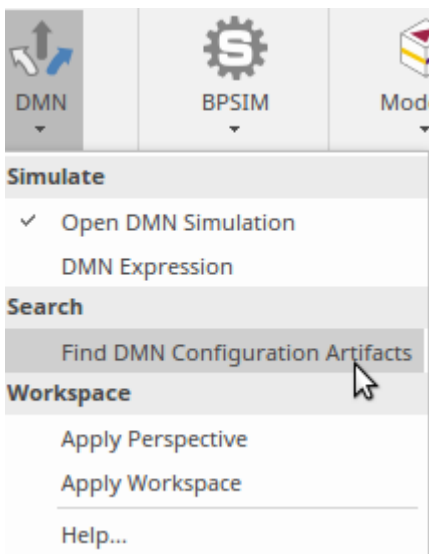 DMN
BPSIM
Mod
Simulate
Open DMN Simulation
DMN Expression
Search
Find DMN Configuration Artifacts
Workspace
Apply Perspective
Apply Workspace
Help...